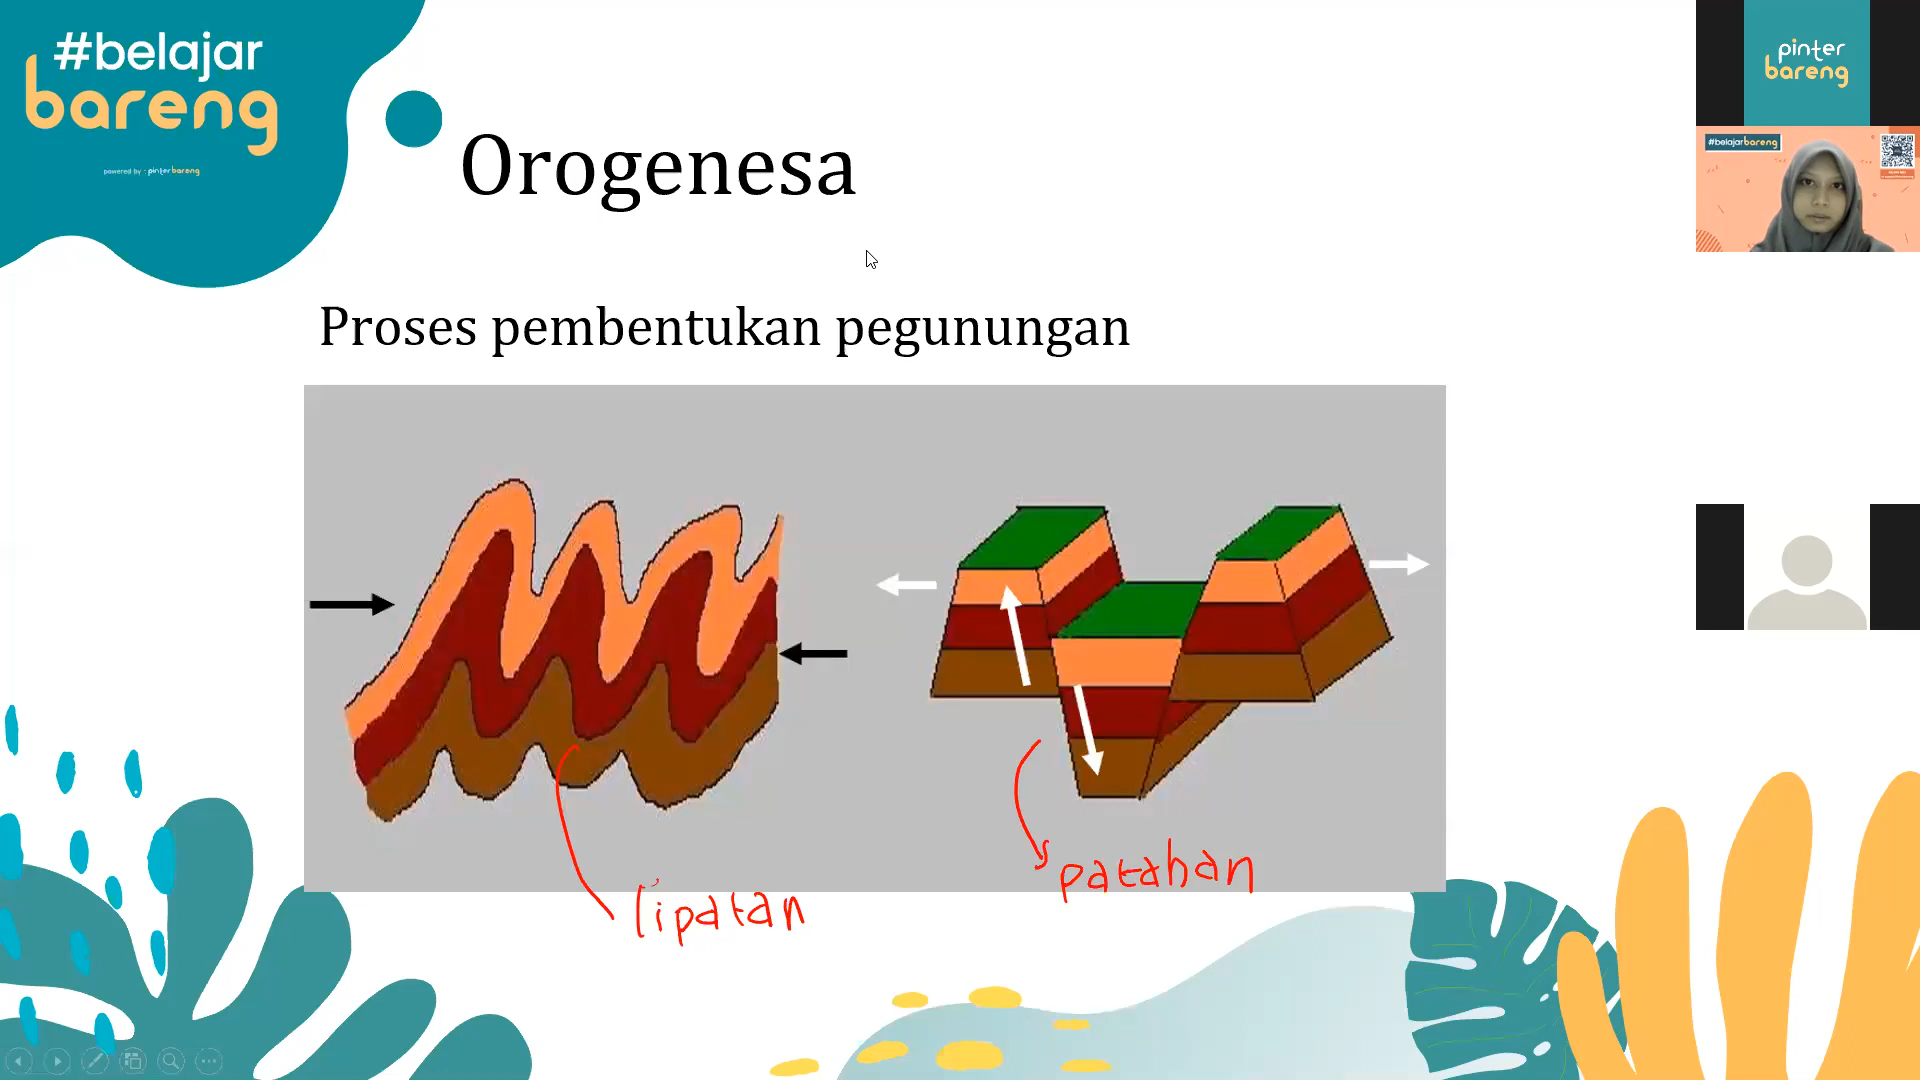 #belajar
bareng
powered by : pinterbareng
Orogenesa
Proses pembentukan pegunungan
lipatan
patahan
pinter
bareng
#belajarbareng